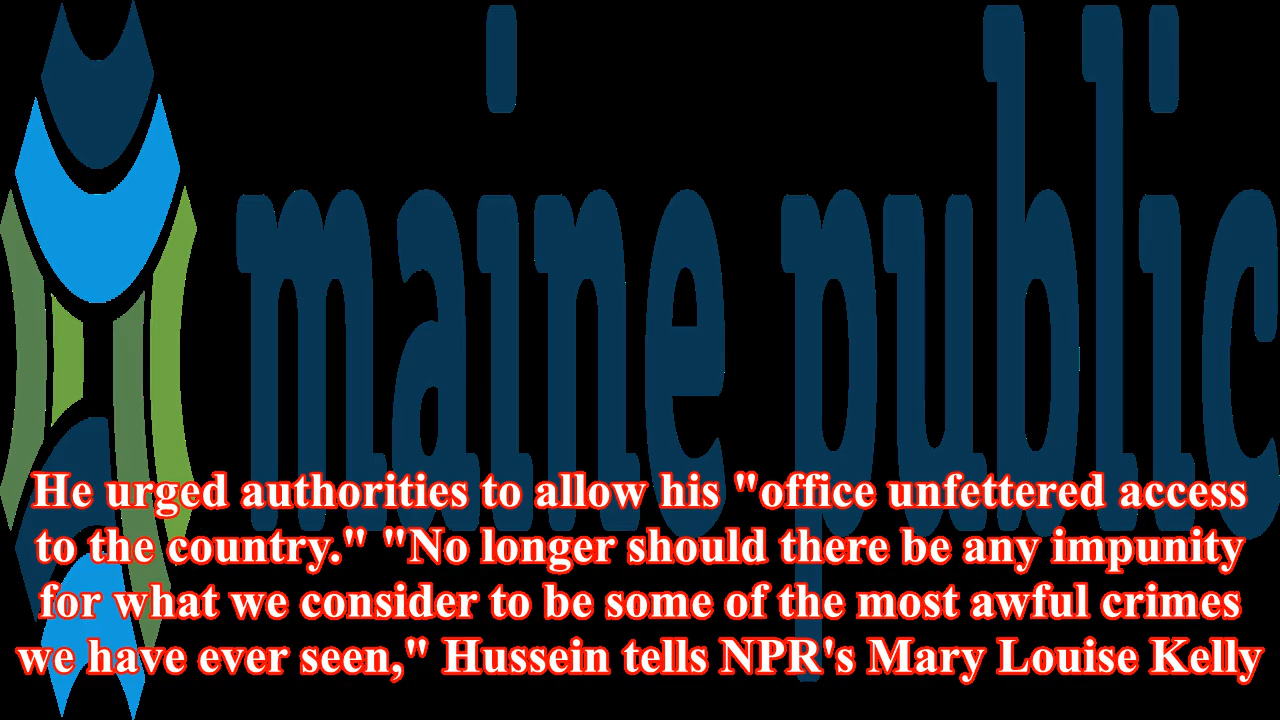 maine public
He urged authorities to allow his "office unfettered access
to the country." "No longer should there be any impunity
for what we consider to be some of the most awful crimes
we have ever seen," Hussein tells NPR's Mary Louise Kelly